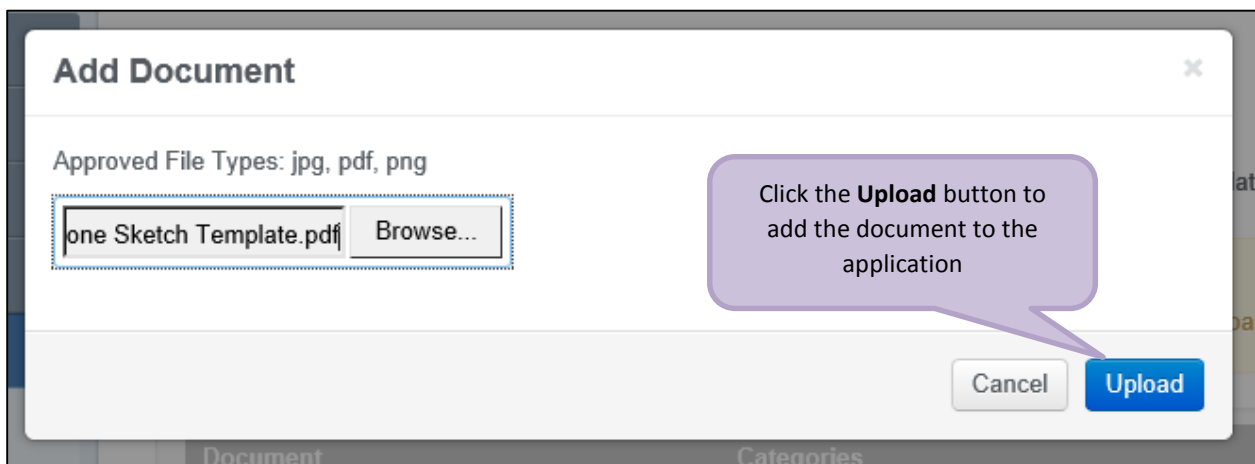 Add Document
×
Approved File Types: jpg, pdf, png
one Sketch Template.pdf
Browse...
Click the Upload button to
add the document to the
application
Cancel
Upload
Document
Categories